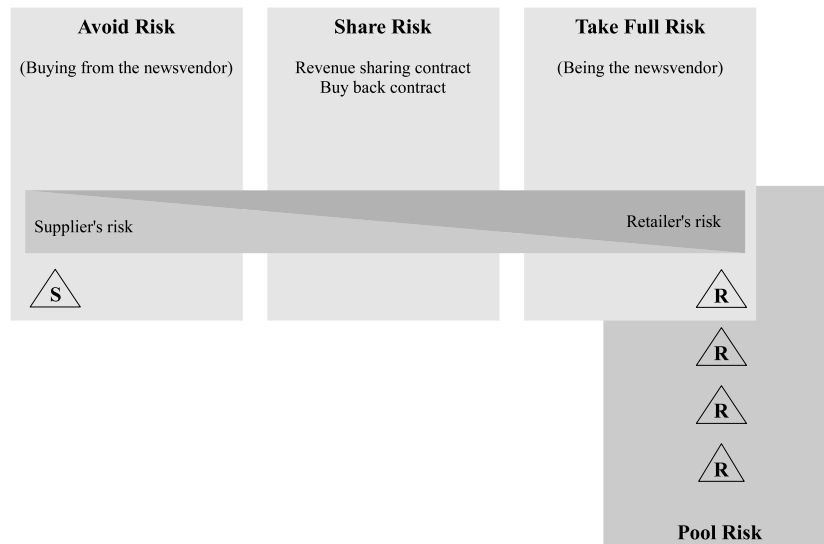 Avoid Risk
(Buying from the newsvendor)
Share Risk
Revenue sharing contract
Buy back contract
Take Full Risk
(Being the newsvendor)
Supplier's risk
Retailer's risk
S
R
R
R
R
Pool Risk